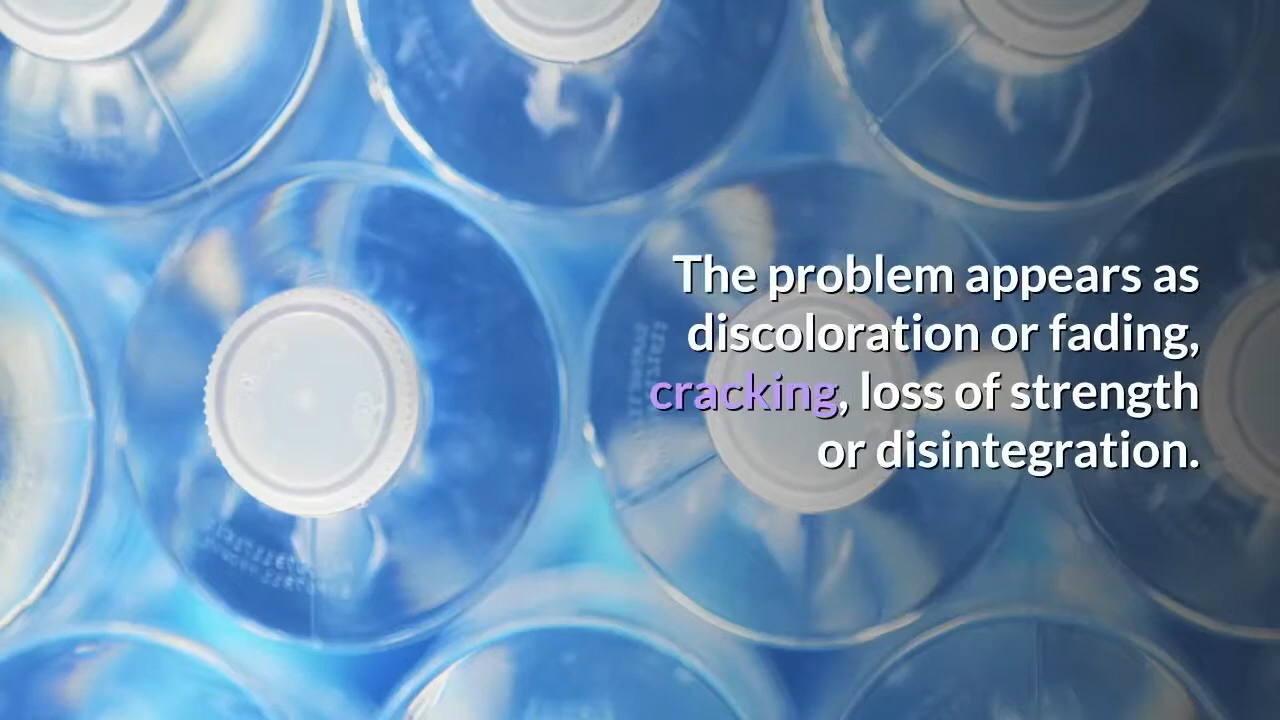 The problem appears as
discoloration or fading,
cracking, loss of strength
or disintegration.